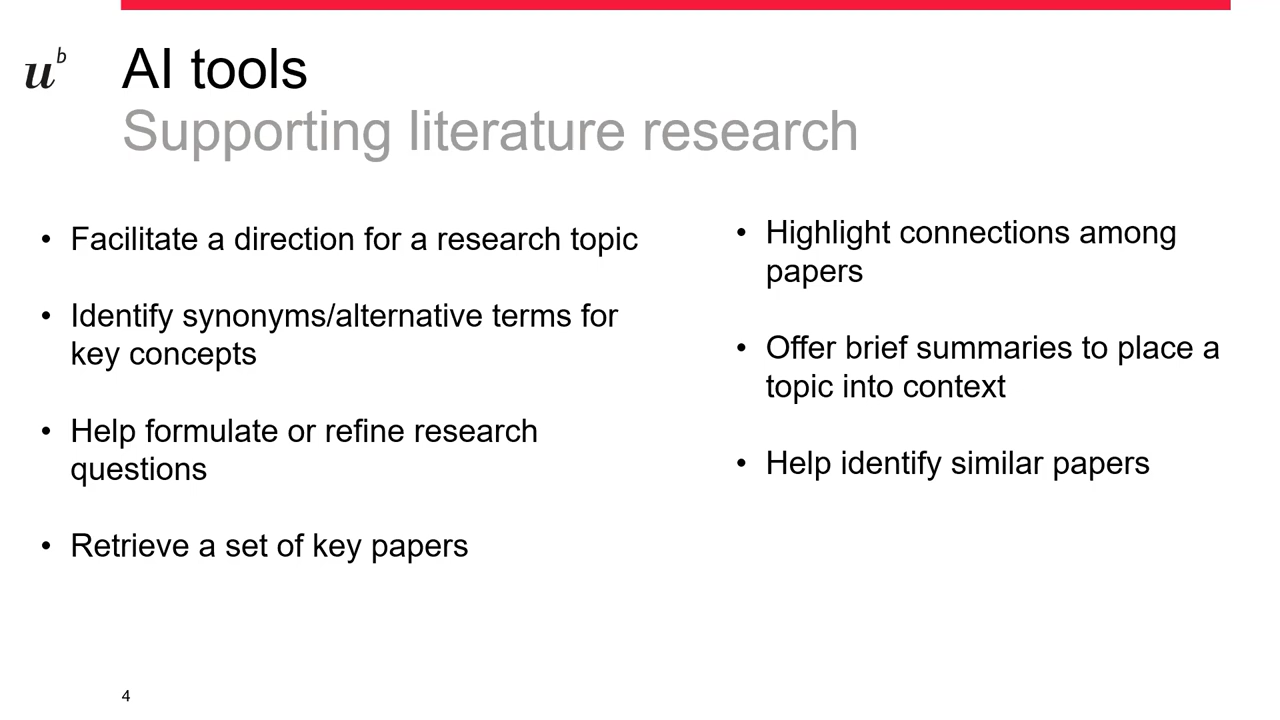 u^b
AI tools
Supporting literature research
• Facilitate a direction for a research topic
• Identify synonyms/alternative terms for
key concepts
• Help formulate or refine research
questions
• Retrieve a set of key papers
• Highlight connections among
papers
• Offer brief summaries to place a
topic into context
• Help identify similar papers
4